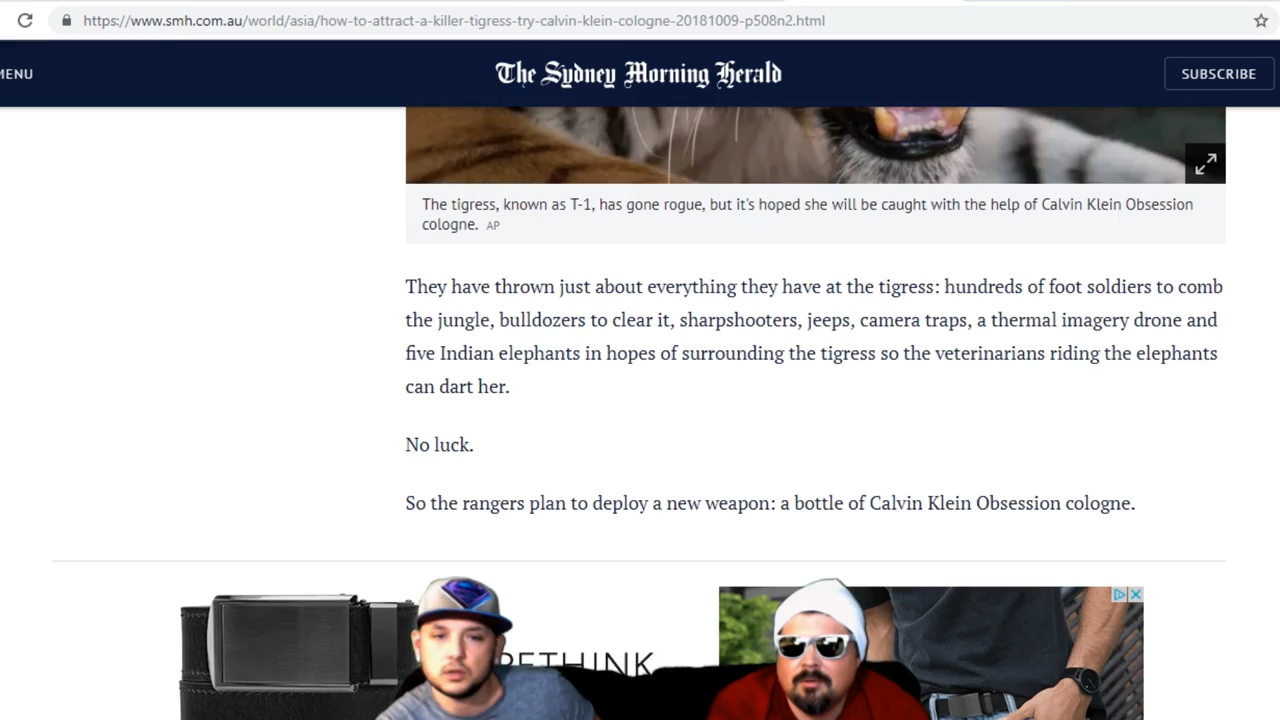 https://www.smh.com.au/world/asia/how-to-attract-a-killer-tigress-try-calvin-klein-cologne-20181009-p508n2.html
MENU
The Sydney Morning Herald
SUBSCRIBE
The tigress, known as T-1, has gone rogue, but it's hoped she will be caught with the help of Calvin Klein Obsession
cologne. AP
They have thrown just about everything they have at the tigress: hundreds of foot soldiers to comb
the jungle, bulldozers to clear it, sharpshooters, jeeps, camera traps, a thermal imagery drone and
five Indian elephants in hopes of surrounding the tigress so the veterinarians riding the elephants
can dart her.
No luck.
So the rangers plan to deploy a new weapon: a bottle of Calvin Klein Obsession cologne.
RETHINK